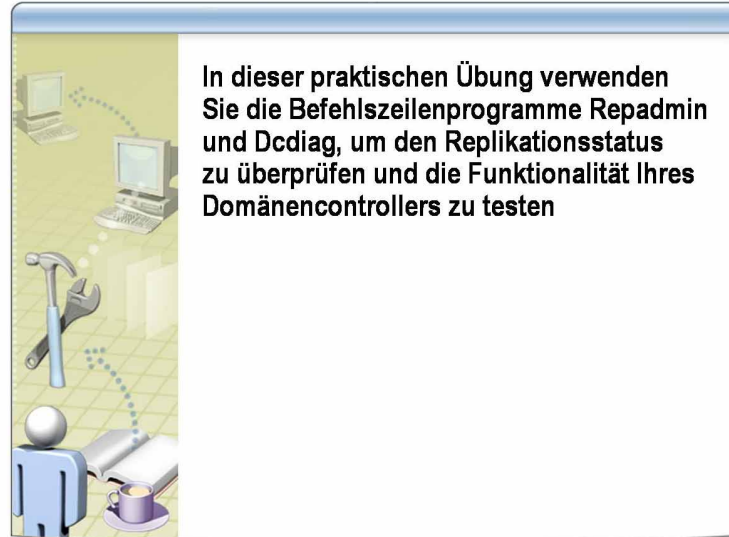 In dieser praktischen Übung verwenden
Sie die Befehlszeilenprogramme Repadmin
und Dcdiag, um den Replikationsstatus
zu überprüfen und die Funktionalität Ihres
Domänencontrollers zu testen